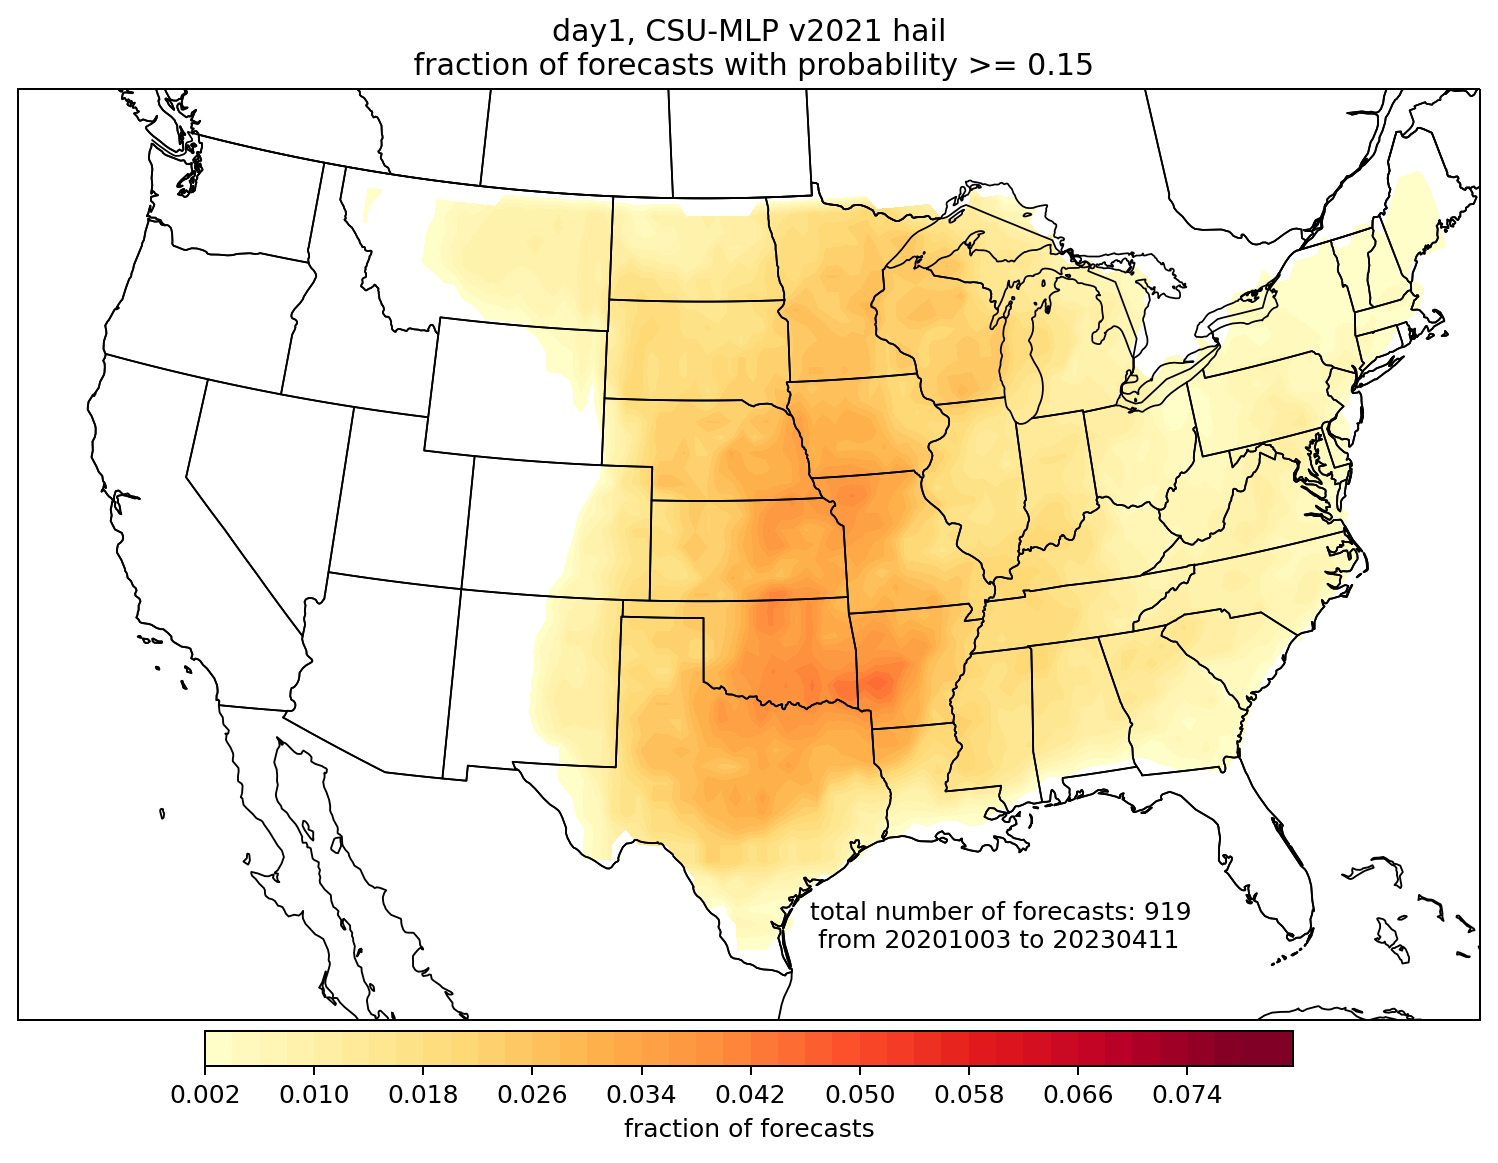 day1, CSU-MLP v2021 hail
fraction of forecasts with probability >= 0.15
total number of forecasts: 919
from 20201003 to 20230411
0.002 0.010 0.018 0.026 0.034 0.042 0.050 0.058 0.066 0.074
fraction of forecasts